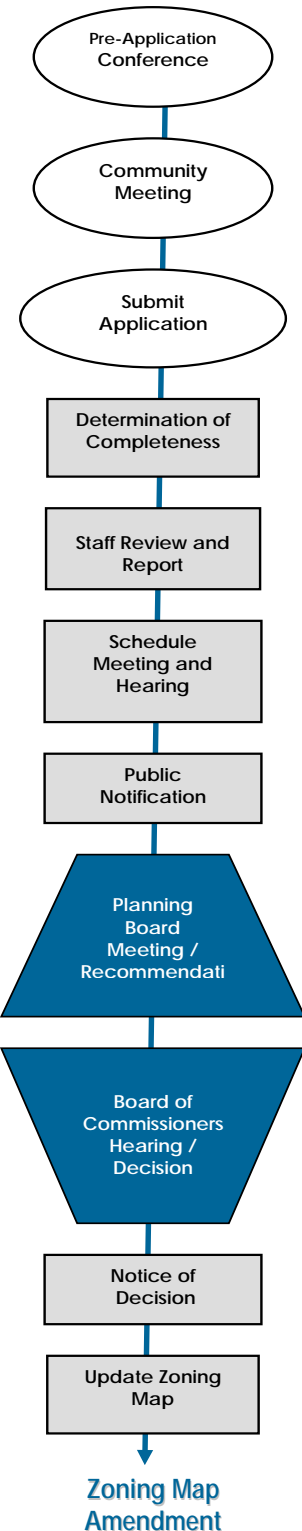 Pre-Application
Conference
Community
Meeting
Submit
Application
Determination of
Completeness
Staff Review and
Report
Schedule
Meeting and
Hearing
Public
Notification
Planning
Board
Meeting /
Recommendati
Board of
Commissioners
Hearing /
Decision
Notice of
Decision
Update Zoning
Map
Zoning Map
Amendment